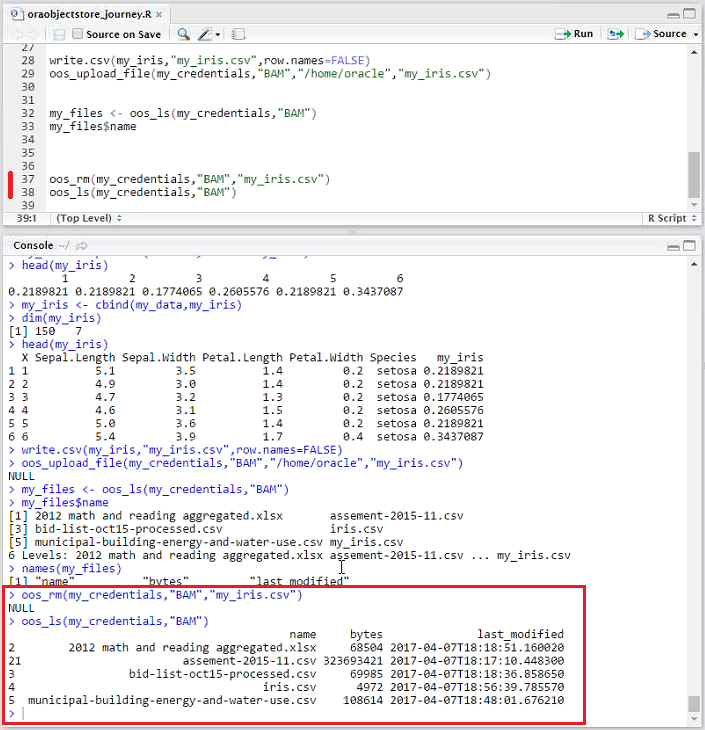 oraobjectstore_journey.R ×
Source on Save Run Source
27
28 write.csv(my_iris,"my_iris.csv",row.names=FALSE)
29 oos_upload_file(my_credentials,"BAM","/home/oracle","my_iris.csv")
30
31
32 my_files <- oos_ls(my_credentials,"BAM")
33 my_files$name
34
35
36
37 oos_rm(my_credentials,"BAM","my_iris.csv")
38 oos_ls(my_credentials,"BAM")
39
39:1 (Top Level) R Script
Console ~/
> head(my_iris)
1 2 3 4 5 6
0.2189821 0.2189821 0.1774065 0.2605576 0.2189821 0.3437087
> my_iris <- cbind(my_data,my_iris)
> dim(my_iris)
[1] 150 7
> head(my_iris)
X Sepal.Length Sepal.Width Petal.Length Petal.Width Species my_iris
1 1 5.1 3.5 1.4 0.2 setosa 0.2189821
2 2 4.9 3.0 1.4 0.2 setosa 0.2189821
3 3 4.7 3.2 1.3 0.2 setosa 0.1774065
4 4 4.6 3.1 1.5 0.2 setosa 0.2605576
5 5 5.0 3.6 1.4 0.2 setosa 0.2189821
6 6 5.4 3.9 1.7 0.4 setosa 0.3437087
> write.csv(my_iris,"my_iris.csv",row.names=FALSE)
> oos_upload_file(my_credentials,"BAM","/home/oracle","my_iris.csv")
NULL
> my_files <- oos_ls(my_credentials,"BAM")
> my_files$name
[1] 2012 math and reading aggregated.xlsx assement-2015-11.csv
[3] bid-list-oct15-processed.csv iris.csv
[5] municipal-building-energy-and-water-use.csv my_iris.csv
6 Levels: 2012 math and reading aggregated.xlsx assement-2015-11.csv ... my_iris.csv
> names(my_files)
[1] "name" "bytes" "last_modified"
> oos_rm(my_credentials,"BAM","my_iris.csv")
NULL
> oos_ls(my_credentials,"BAM")
name bytes last_modified
2 2012 math and reading aggregated.xlsx 68504 2017-04-07T18:18:51.160020
21 assement-2015-11.csv 323693421 2017-04-07T18:17:10.448300
3 bid-list-oct15-processed.csv 69985 2017-04-07T18:18:36.858650
4 iris.csv 4972 2017-04-07T18:56:39.785570
5 municipal-building-energy-and-water-use.csv 108614 2017-04-07T18:48:01.676210
>